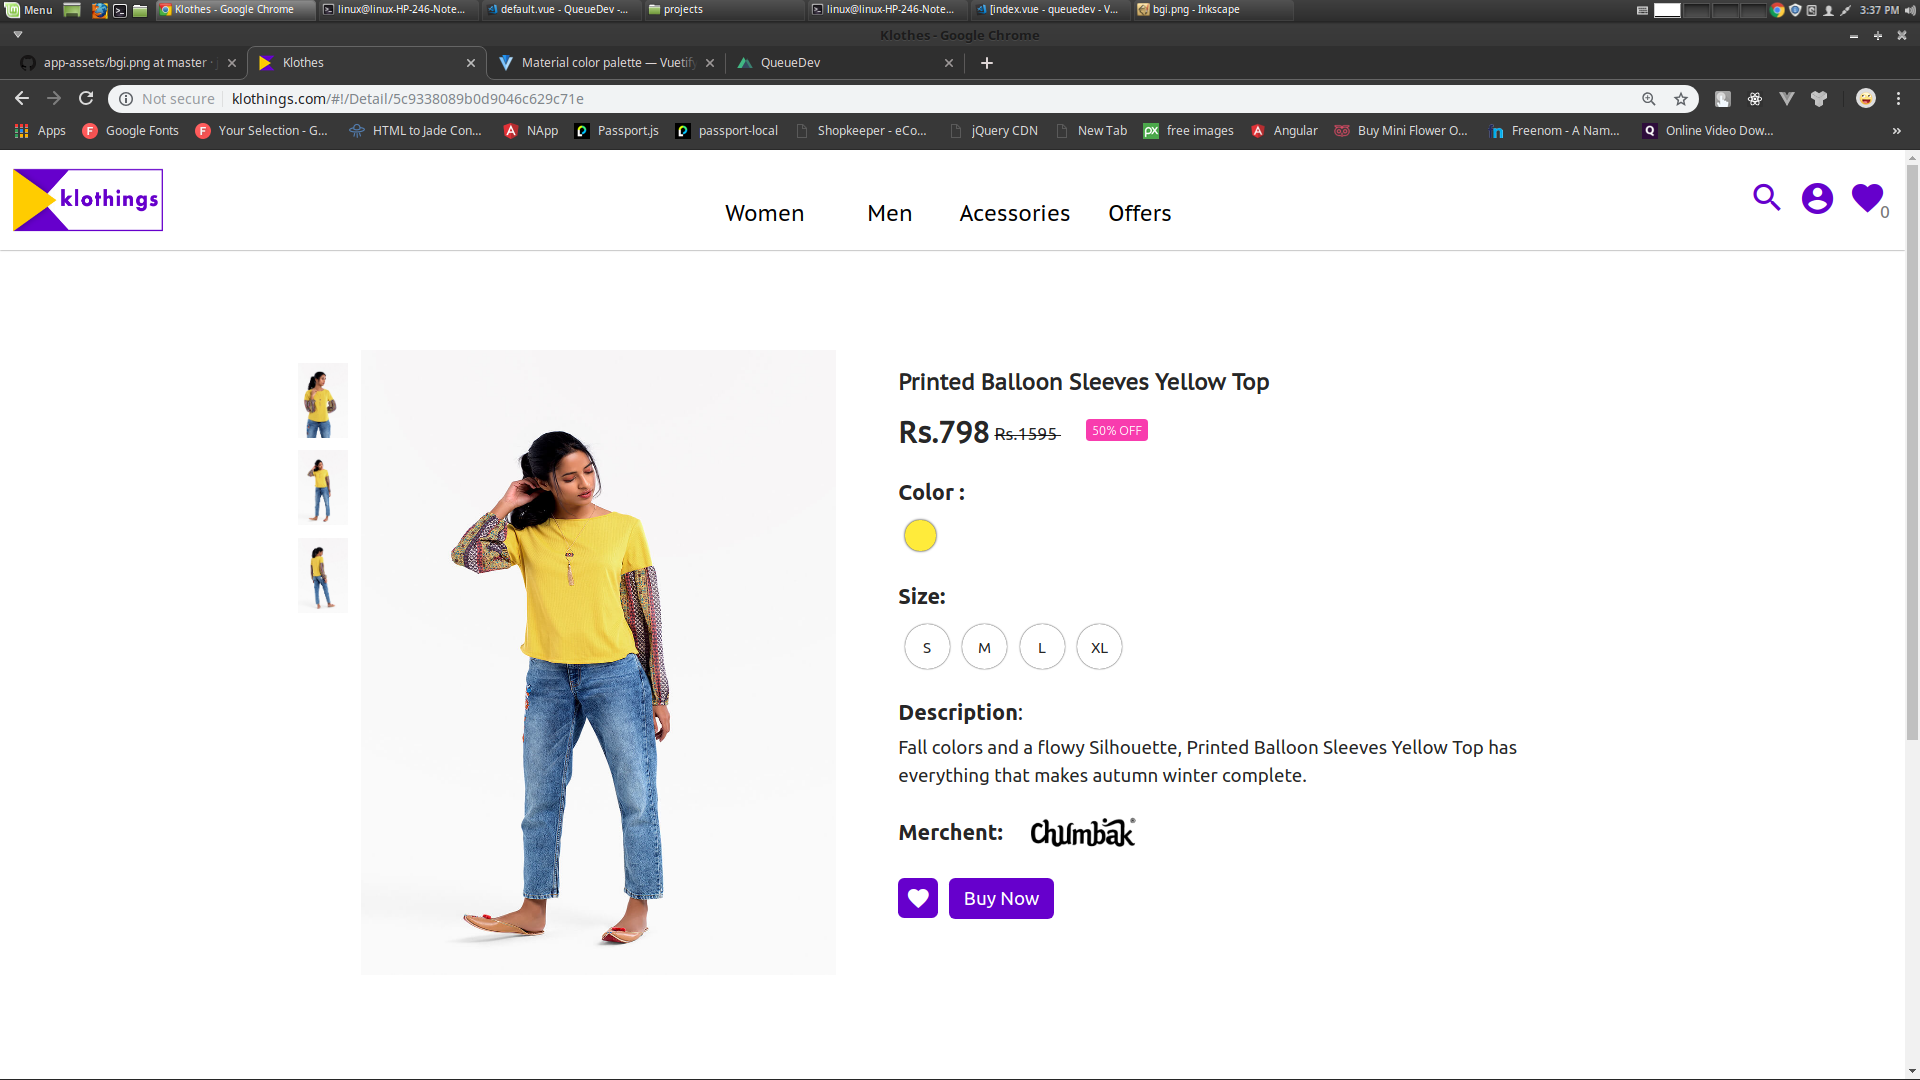 Menu
Klothes - Google Chrome
linux@linux-HP-246-Note...
default.vue - QueueDev -...
projects
linux@linux-HP-246-Note...
[index.vue - queuedev - V...
bgi.png - Inkscape
3:37 PM
Klothes - Google Chrome
app-assets/bgi.png at master
Klothes
Material color palette — Vuetify
QueueDev
Not secure
klothings.com/#!/Detail/5c9338089b0d9046c629c71e
Apps
Google Fonts
Your Selection - G...
HTML to Jade Con...
NApp
Passport.js
passport-local
Shopkeeper - eCo...
jQuery CDN
New Tab
free images
Angular
Buy Mini Flower O...
Freenom - A Nam...
Online Video Dow...
»
klothings
Women
Men
Acessories
Offers
0
Printed Balloon Sleeves Yellow Top
Rs.798 Rs.1595 50% OFF
Color :
Size:
S M L XL
Description:
Fall colors and a flowy Silhouette, Printed Balloon Sleeves Yellow Top has
everything that makes autumn winter complete.
Merchent: Chumbak
Buy Now